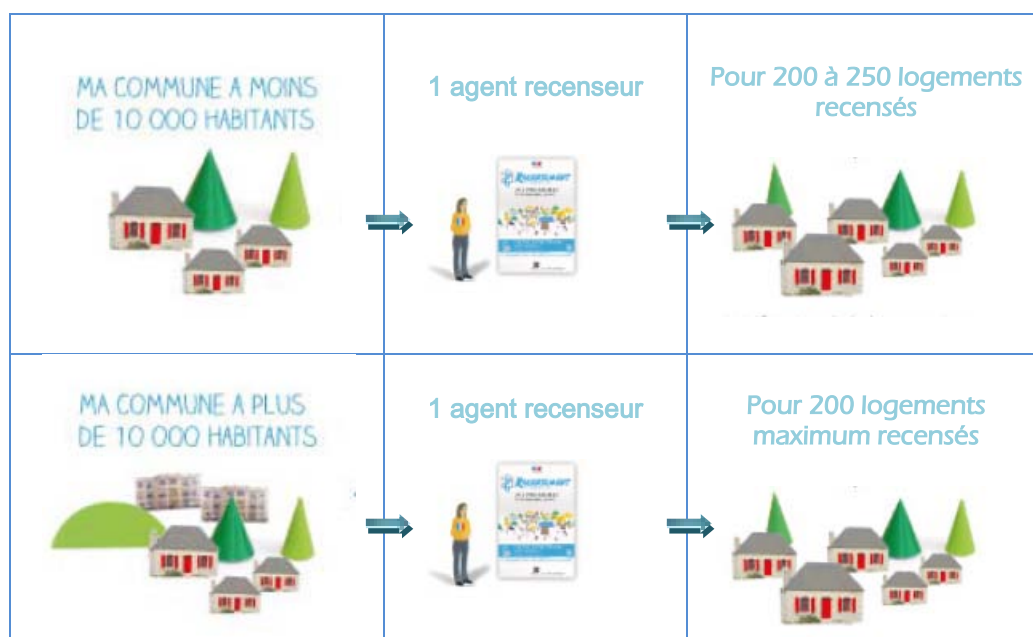 MA COMMUNE A MOINS
DE 10 000 HABITANTS
1 agent recenseur
Pour 200 à 250 logements
recensés
MA COMMUNE A PLUS
DE 10 000 HABITANTS
1 agent recenseur
Pour 200 logements
maximum recensés